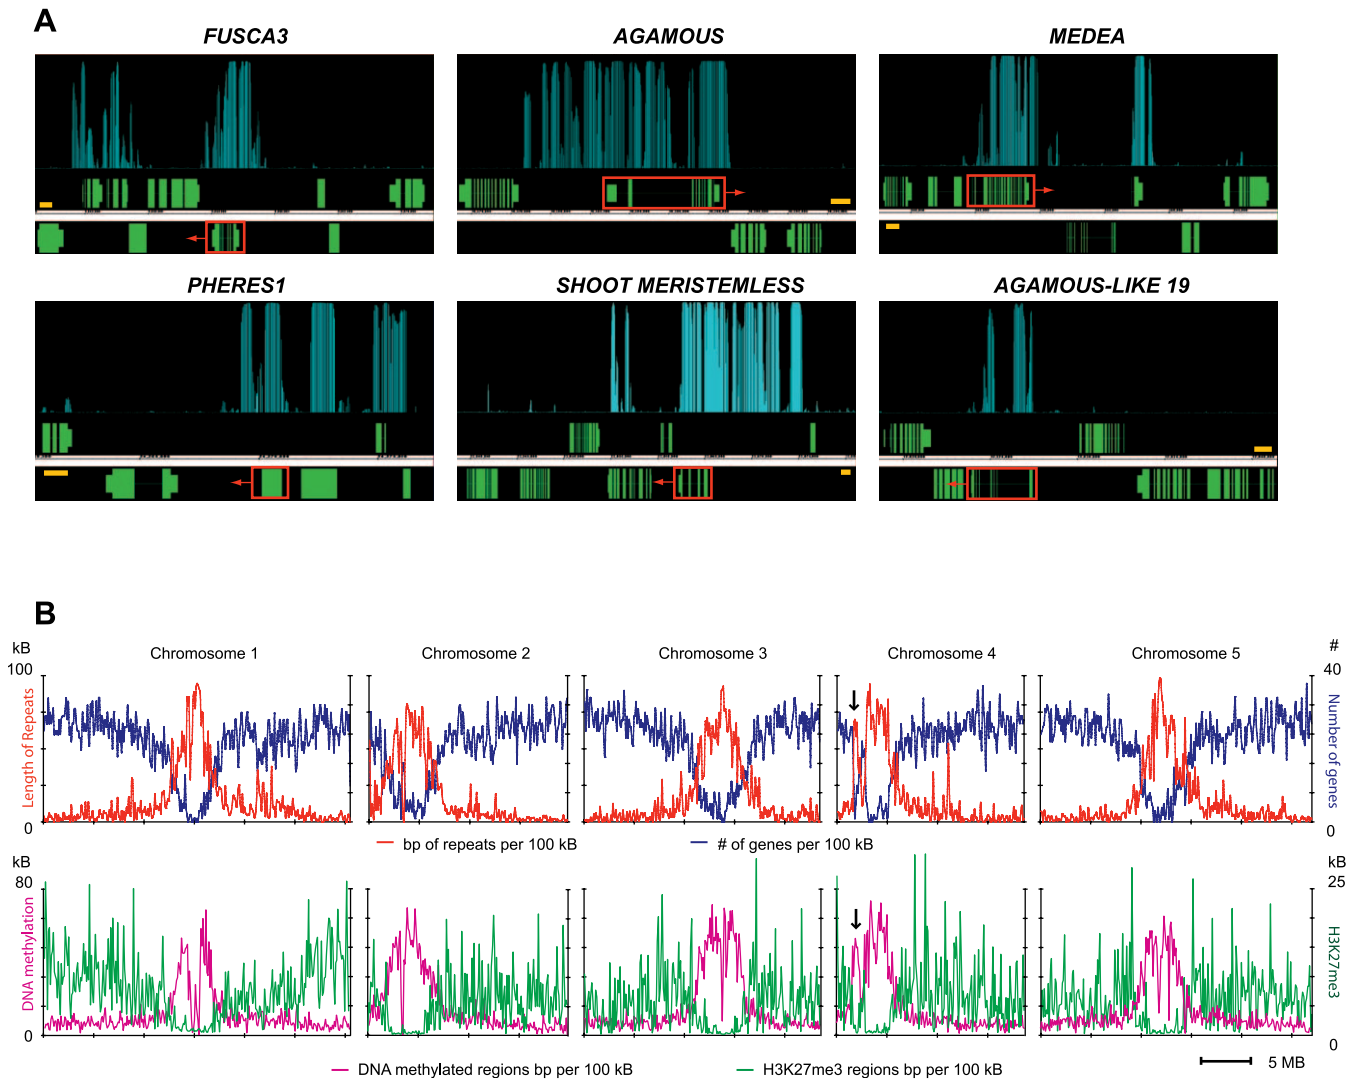 A
FUSCA3
AGAMOUS
MEDEA
PHERES1
SHOOT MERISTEMLESS
AGAMOUS-LIKE 19
B
kB
100
Length of Repeats
0
Chromosome 1
Chromosome 2
Chromosome 3
Chromosome 4
Chromosome 5
#
40
Number of genes
0
bp of repeats per 100 kB
# of genes per 100 kB
kB
80
DNA methylation
0
kB
25
H3K27me3
0
DNA methylated regions bp per 100 kB
H3K27me3 regions bp per 100 kB
5 MB